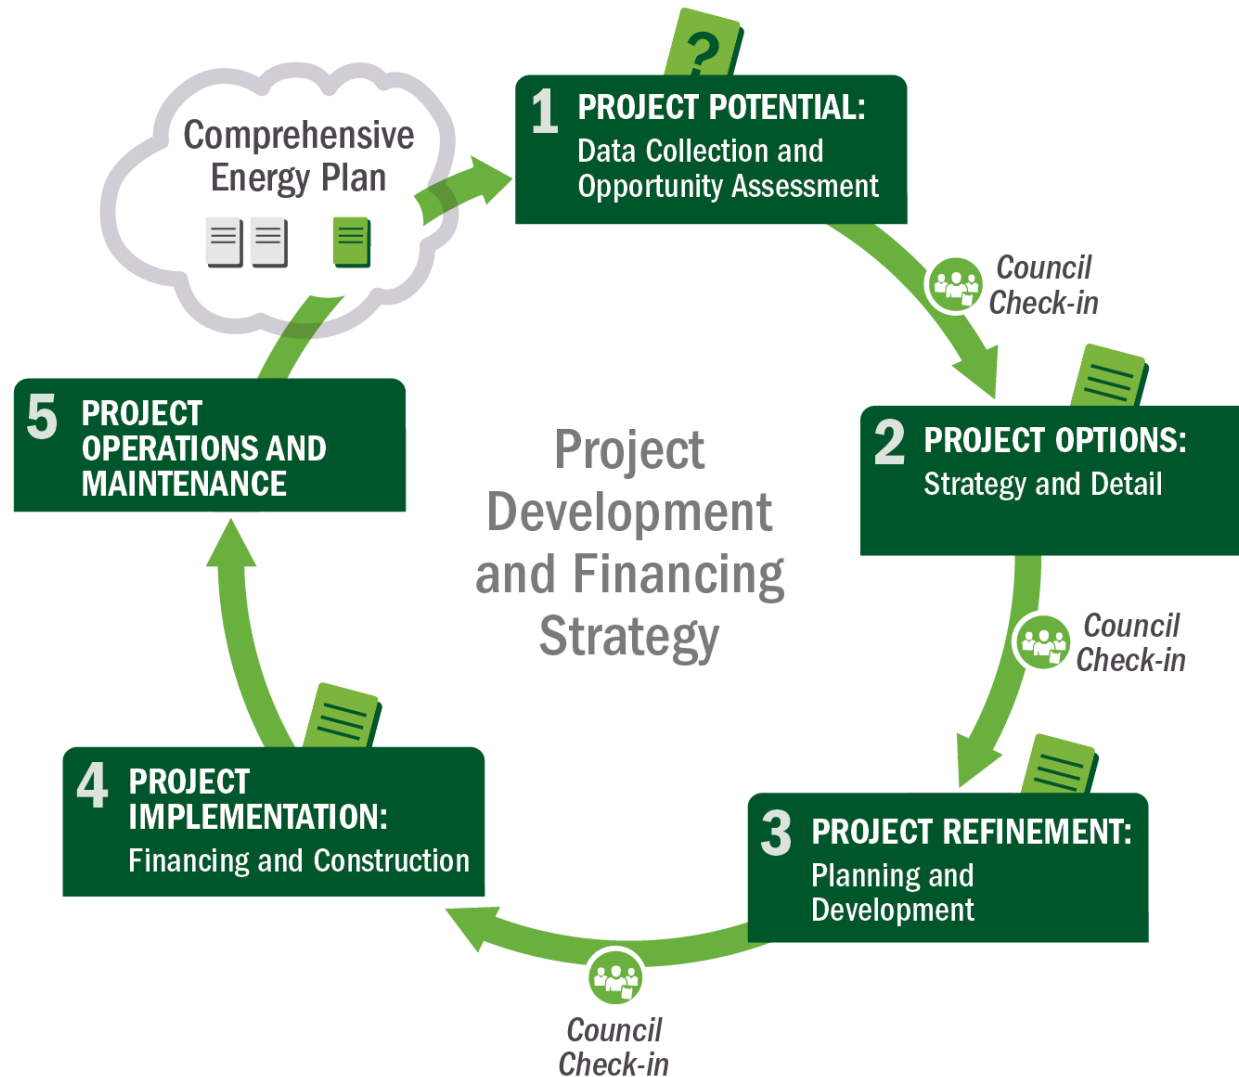 Comprehensive
Energy Plan
?
1 PROJECT POTENTIAL:
Data Collection and
Opportunity Assessment
Council
Check-in
2 PROJECT OPTIONS:
Strategy and Detail
Council
Check-in
3 PROJECT REFINEMENT:
Planning and
Development
Council
Check-in
4 PROJECT
IMPLEMENTATION:
Financing and Construction
5 PROJECT
OPERATIONS AND
MAINTENANCE
Project
Development
and Financing
Strategy